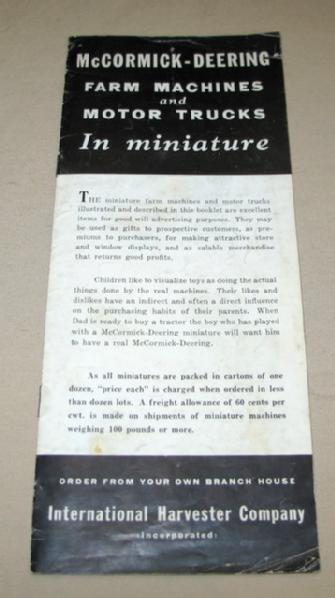 McCORMICK-DEERING
FARM MACHINES
and
MOTOR TRUCKS
In miniature
THE miniature farm machines and motor trucks
illustrated and described in this booklet are excellent
items for good will advertising purposes. They may
be used as gifts to prospective customers, as pre-
miums to purchasers, for making attractive store
and window displays, and as salable merchandise
that returns good profits.
Children like to visualize toys as doing the actual
things done by the real machines. Their likes and
dislikes have an indirect and often a direct influence
on the purchasing habits of their parents. When
Dad is ready to buy a tractor the boy who has played
with a McCormick-Deering miniature will want him
to have a real McCormick-Deering.
As all miniatures are packed in cartons of one
dozen, "price each" is charged when ordered in less
than dozen lots. A freight allowance of 60 cents per
cwt. is made on shipments of miniature machines
weighing 100 pounds or more.
ORDER FROM YOUR OWN BRANCH HOUSE
International Harvester Company
(Incorporated)